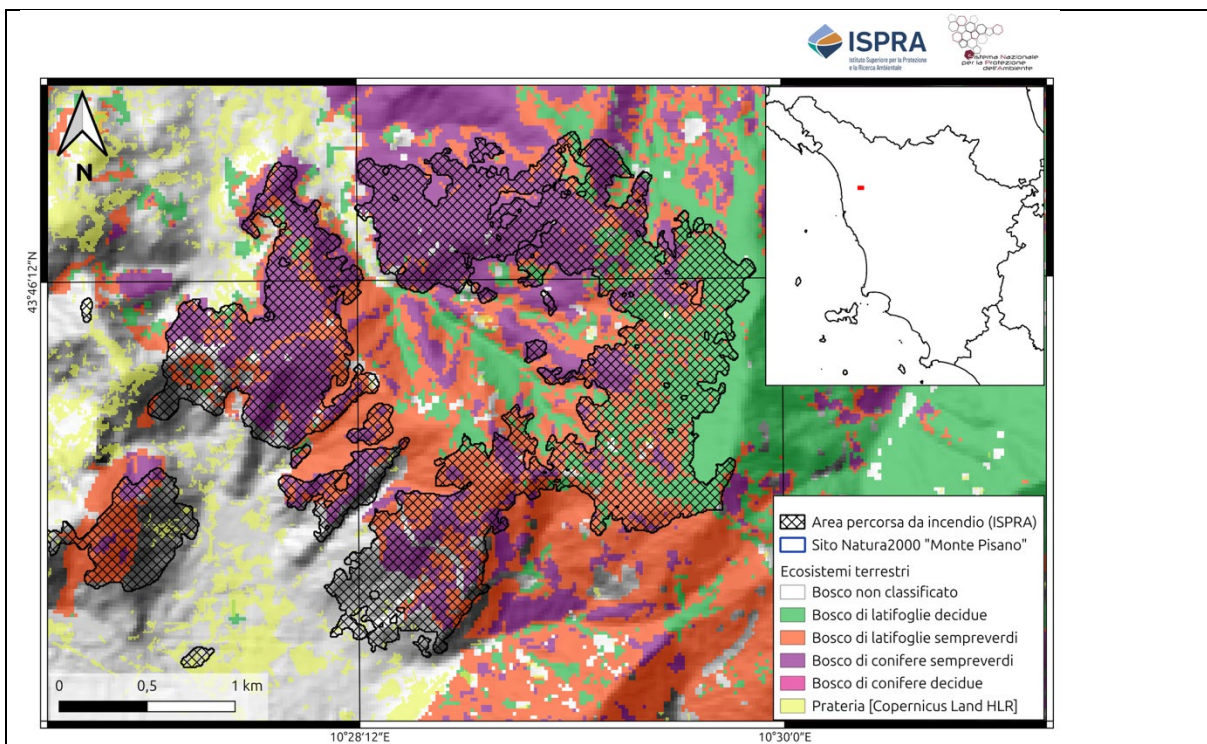 ISPRA
Istituto Superiore per la Protezione
e la Ricerca Ambientale
Sistema Nazionale
per la Protezione
dell'Ambiente
N
43°46'12"N
Area percorsa da incendio (ISPRA)
Sito Natura2000 "Monte Pisano"
Ecosistemi terrestri
Bosco non classificato
Bosco di latifoglie decidue
Bosco di latifoglie sempreverdi
Bosco di conifere sempreverdi
Bosco di conifere decidue
Prateria [Copernicus Land HLR]
0 0,5 1 km
10°28'12"E 10°30'0"E